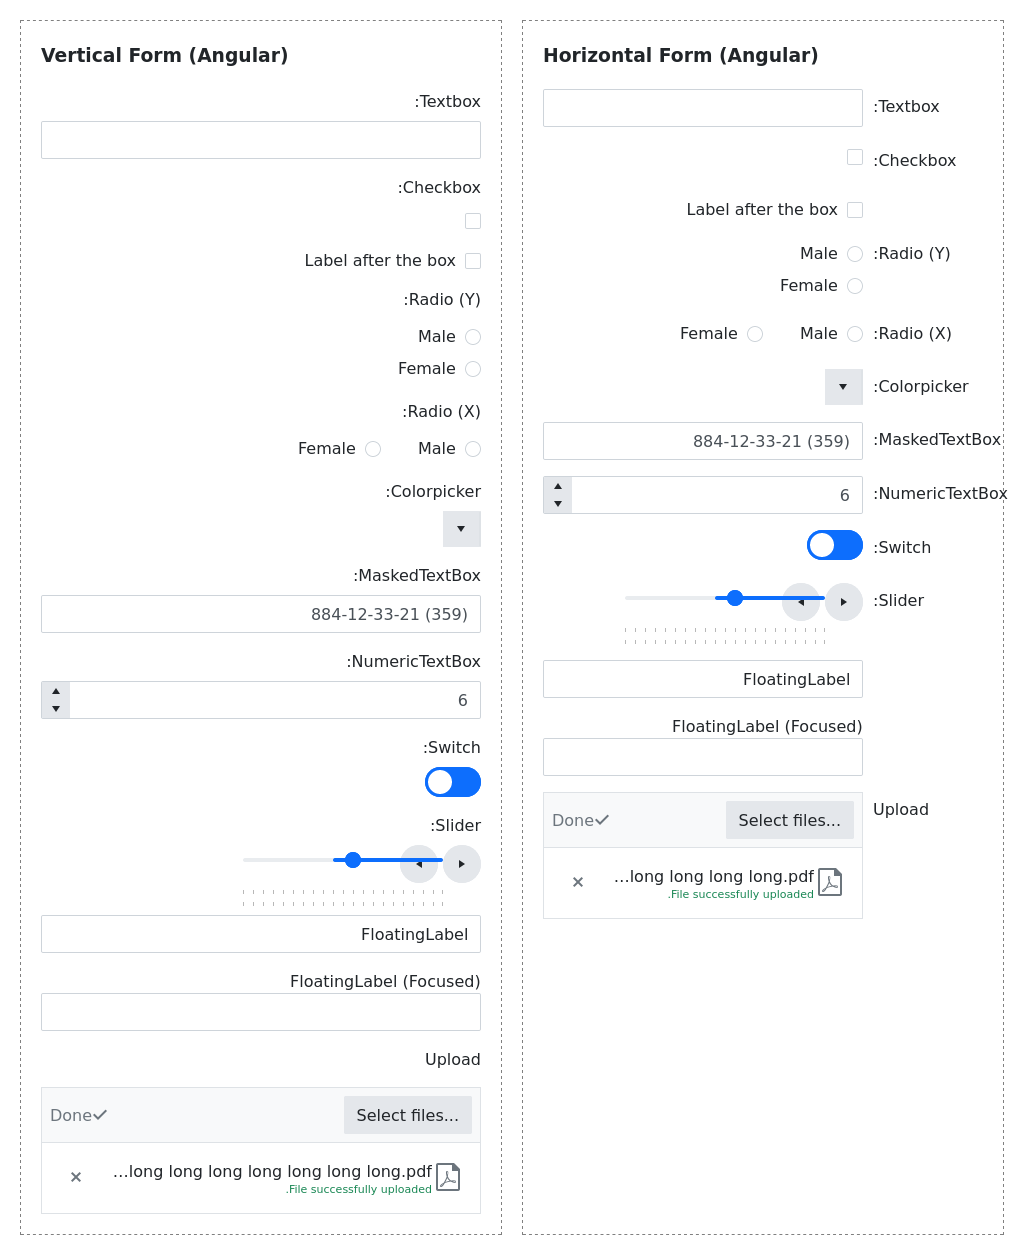 Vertical Form (Angular)
:Textbox
:Checkbox
Label after the box
:Radio (Y)
Male
Female
:Radio (X)
Female Male
:Colorpicker
:MaskedTextBox
884-12-33-21 (359)
:NumericTextBox
6
:Switch
:Slider
FloatingLabel
FloatingLabel (Focused)
Upload
Done Select files...
...long long long long long long long.pdf
.File successfully uploaded
Horizontal Form (Angular)
:Textbox
:Checkbox
Label after the box
Male :Radio (Y)
Female
Female Male :Radio (X)
:Colorpicker
884-12-33-21 (359) :MaskedTextBox
6 :NumericTextBox
:Switch
:Slider
FloatingLabel
FloatingLabel (Focused)
Upload
Done Select files...
...long long long long.pdf
.File successfully uploaded